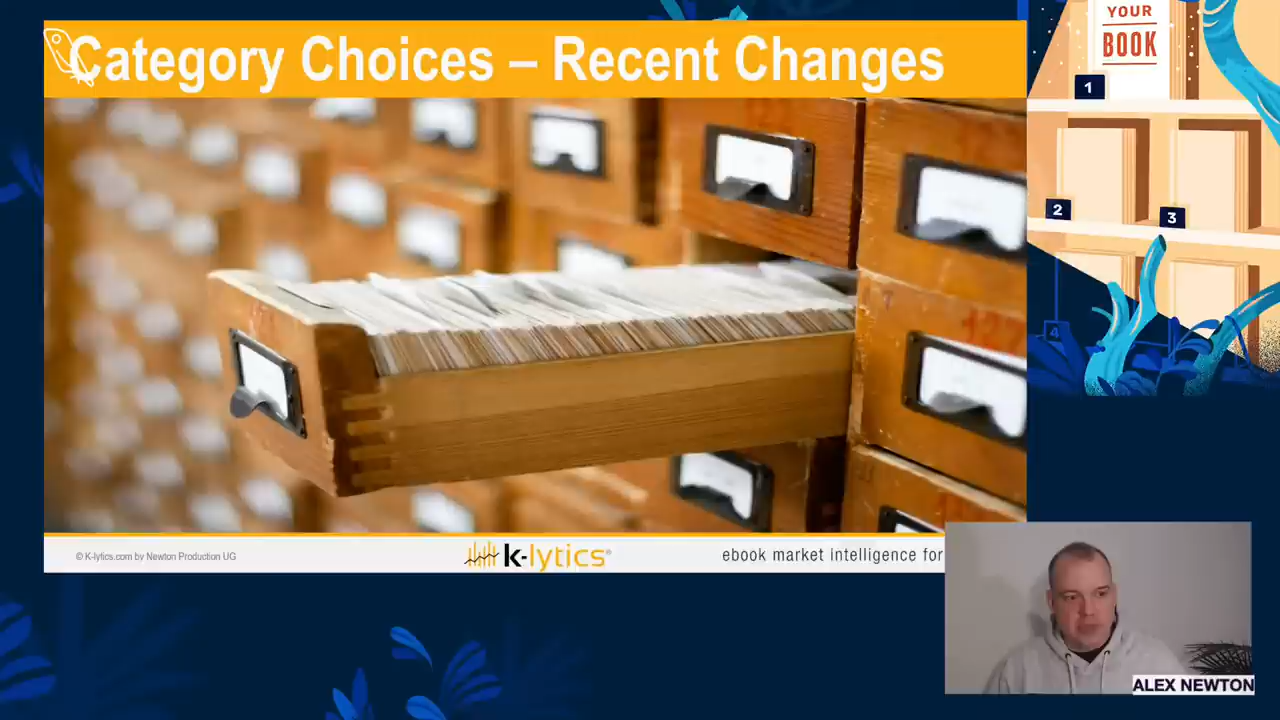 Category Choices – Recent Changes
YOUR
BOOK
1
2
3
4
© K-lytics.com by Newton Production UG
k-lytics®
ebook market intelligence for
ALEX NEWTON